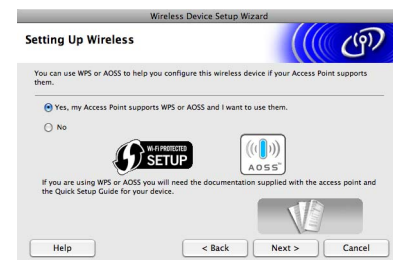 Wireless Device Setup Wizard
Setting Up Wireless
You can use WPS or AOSS to help you configure this wireless device if your Access Point supports
them.
Yes, my Access Point supports WPS or AOSS and I want to use them.
No
Wi-Fi PROTECTED
SETUP
AOSS™
If you are using WPS or AOSS you will need the documentation supplied with the access point and
the Quick Setup Guide for your device.
Help
< Back
Next >
Cancel